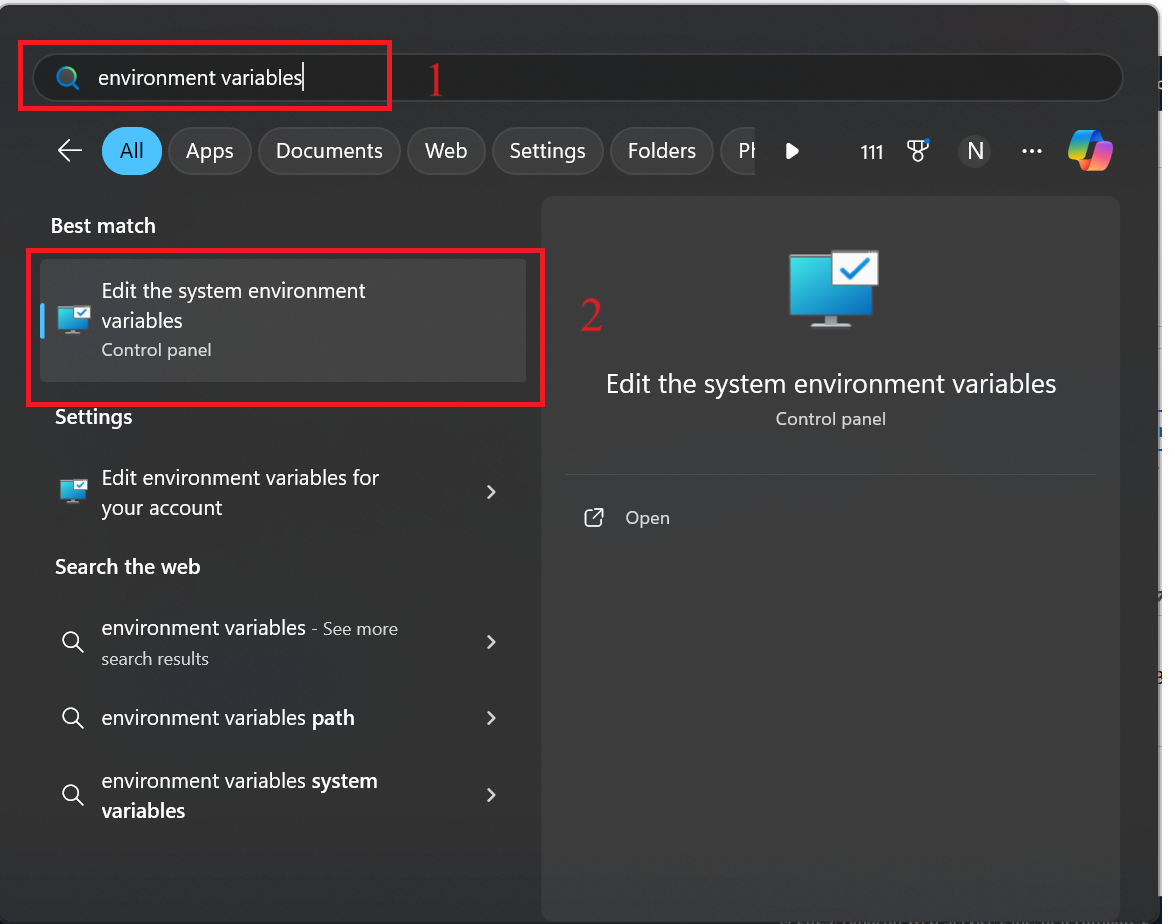 environment variables
1
All
Apps
Documents
Web
Settings
Folders
111
N
Best match
Edit the system environment
variables
Control panel
2
Edit the system environment variables
Control panel
Open
Settings
Edit environment variables for
your account
Search the web
environment variables - See more
search results
environment variables path
environment variables system
variables